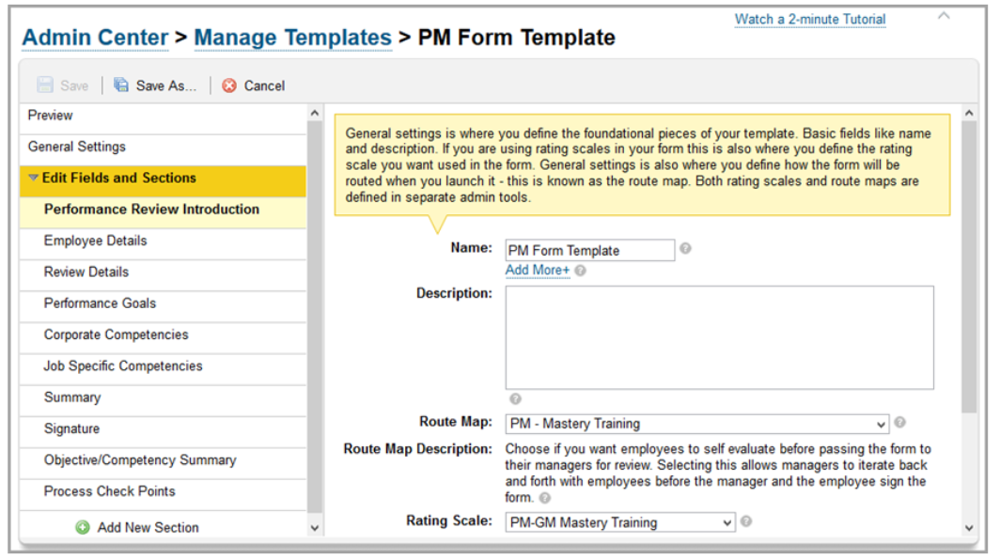 Watch a 2-minute Tutorial
Admin Center > Manage Templates > PM Form Template
Save Save As... Cancel
Preview
General Settings
Edit Fields and Sections
Performance Review Introduction
Employee Details
Review Details
Performance Goals
Corporate Competencies
Job Specific Competencies
Summary
Signature
Objective/Competency Summary
Process Check Points
Add New Section
General settings is where you define the foundational pieces of your template. Basic fields like name
and description. If you are using rating scales in your form this is also where you define the rating
scale you want used in the form. General settings is also where you define how the form will be
routed when you launch it - this is known as the route map. Both rating scales and route maps are
defined in separate admin tools.
Name: PM Form Template ?
Add More+ ?
Description:
?
Route Map: PM - Mastery Training ?
Route Map Description: Choose if you want employees to self evaluate before passing the form to
their managers for review. Selecting this allows managers to iterate back
and forth with employees before the manager and the employee sign the
form. ?
Rating Scale: PM-GM Mastery Training ?